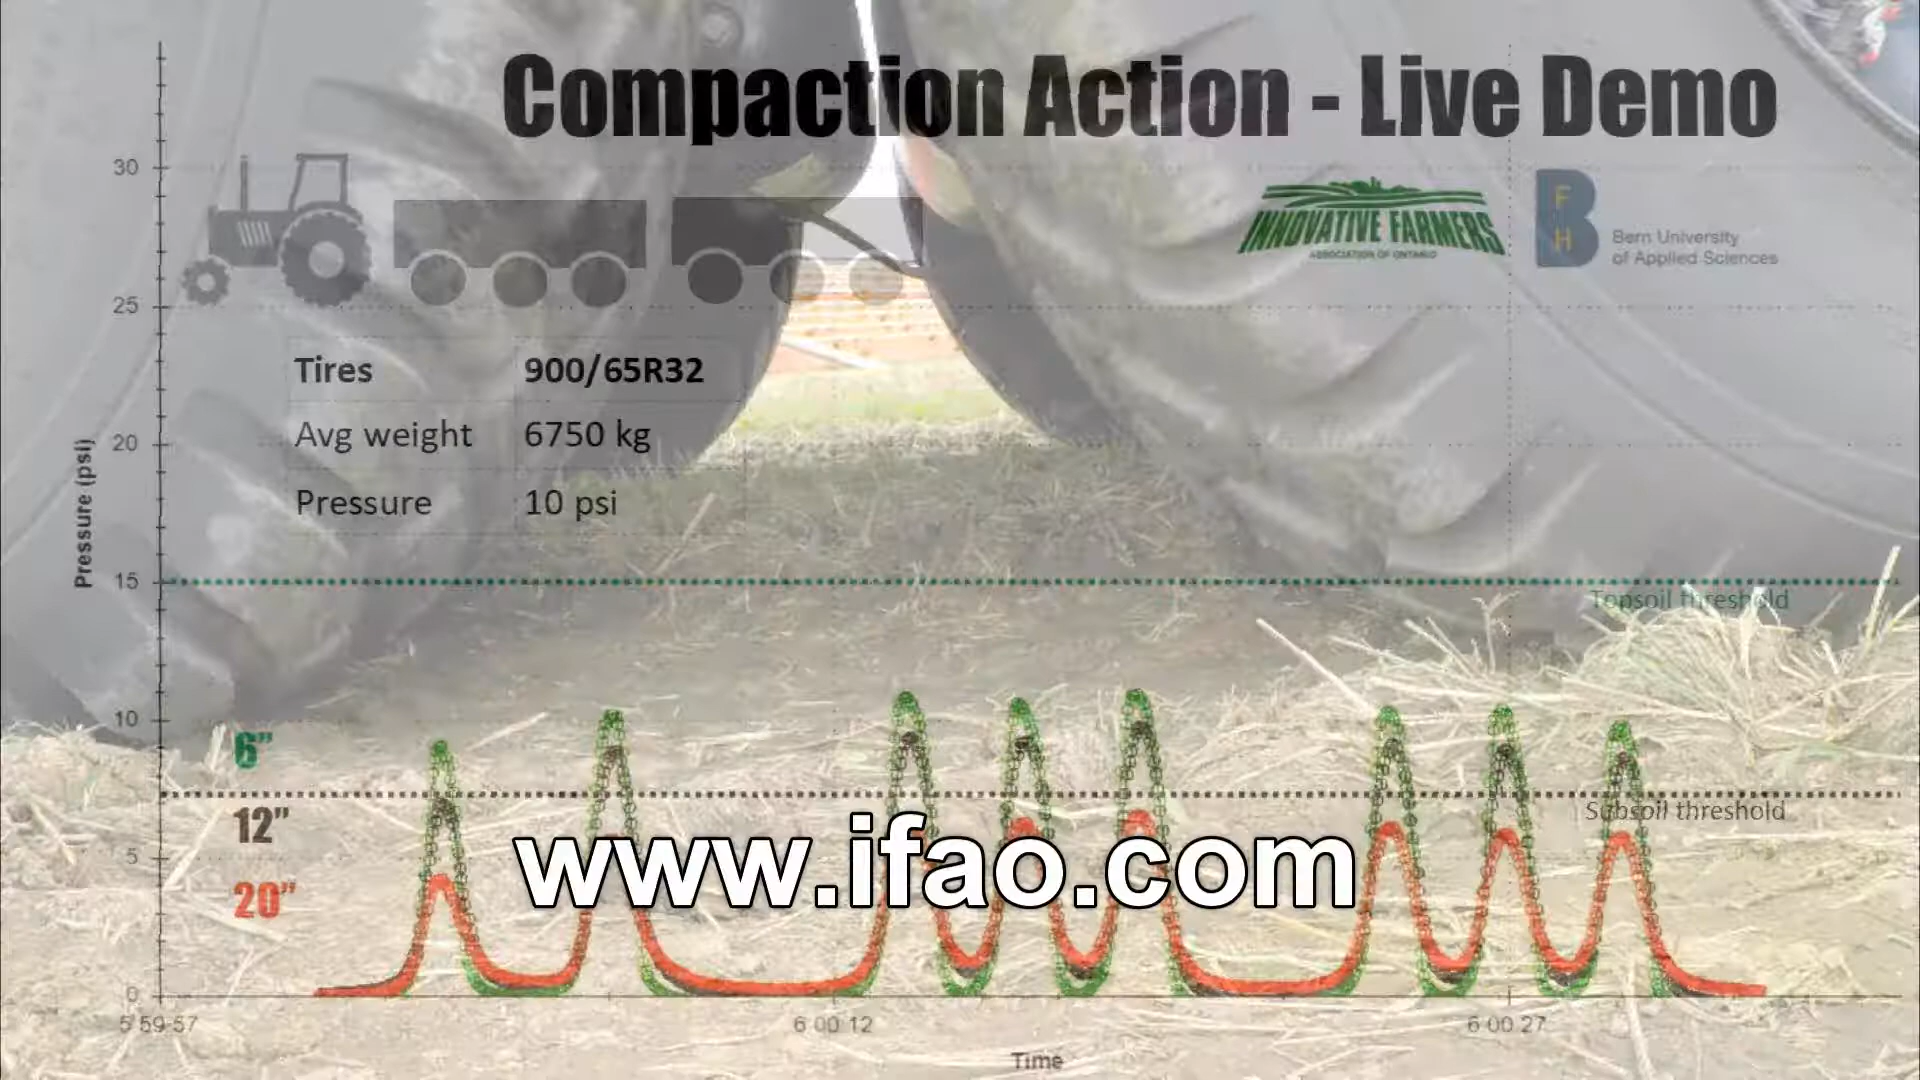 Compaction Action - Live Demo
INNOVATIVE FARMERS
ASSOCIATION OF ONTARIO
B
F
H
Bern University
of Applied Sciences
Tires 900/65R32
Avg weight 6750 kg
Pressure 10 psi
Pressure (psi)
30
25
20
15
10
5
0
Topsoil threshold
Subsoil threshold
6”
12”
20”
www.ifao.com
5 59 57
6 00 12
6 00 27
Time